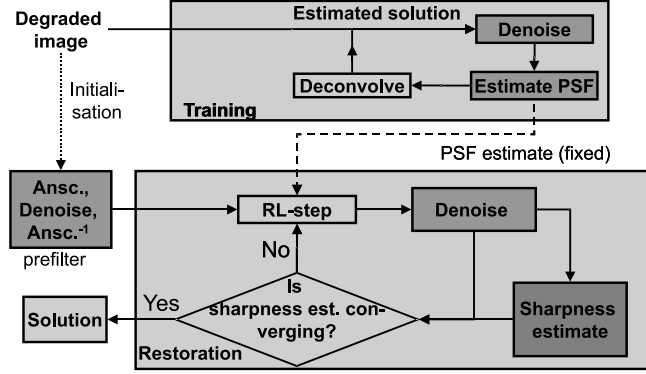 Degraded
image
Estimated solution
Denoise
Deconvolve
Estimate PSF
Training
Initiali-
sation
PSF estimate (fixed)
Ansc.,
Denoise,
Ansc.⁻¹
prefilter
RL-step
Denoise
No
Is
sharpness est. con-
verging?
Yes
Solution
Sharpness
estimate
Restoration